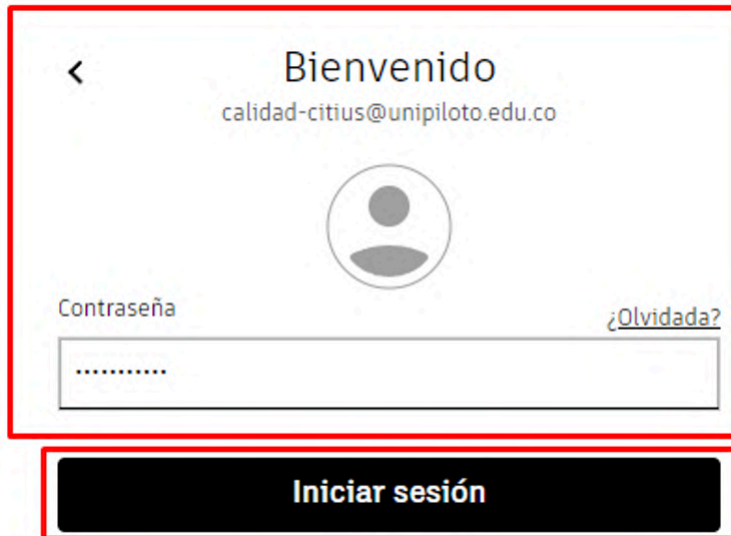 Bienvenido
calidad-citius@unipiloto.edu.co
Contraseña
¿Olvidada?
...........
Iniciar sesión